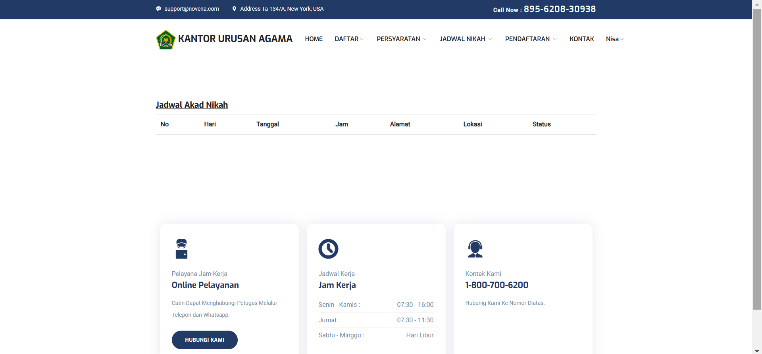 support@novena.com Address Ta-134/A, New York, USA Call Now : 895-6208-30938
KANTOR URUSAN AGAMA HOME DAFTAR PERSYARATAN JADWAL NIKAH PENDAFTARAN KONTAK Nisa
Jadwal Akad Nikah
No Hari Tanggal Jam Alamat Lokasi Status
Pelayana Jam Kerja
Online Pelayanan
Catin Dapat Menghubungi Petugas Melalui
Telepon dan Whatsapp.
HUBUNGI KAMI
Jadwal Kerja
Jam Kerja
Senin - Kamis : 07:30 - 16:00
Jumat 07:30 - 11:30
Sabtu - Minggu : Hari Libur
Kontak Kami
1-800-700-6200
Hubungi Kami Ke Nomor Diatas.